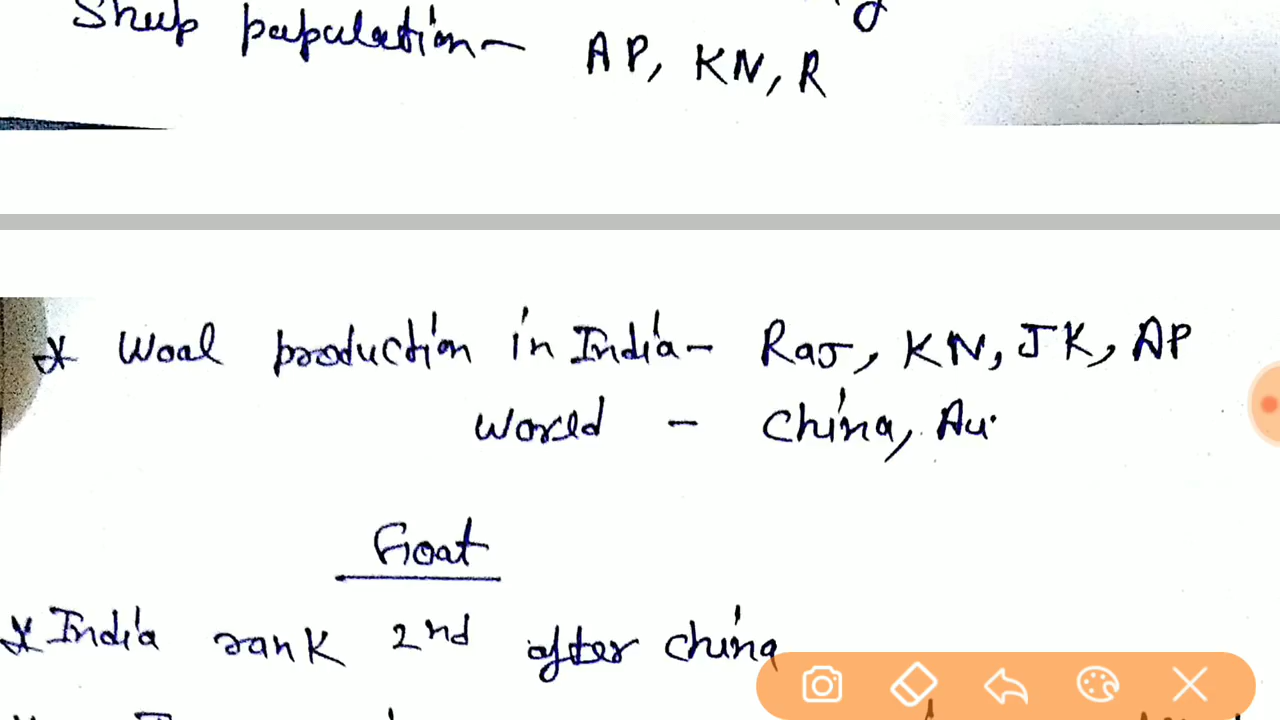 Sheep population - AP, KN, R
* Wool production in India - Raj, KN, JK, AP
World - China, Au.
Goat
* India rank 2nd after china